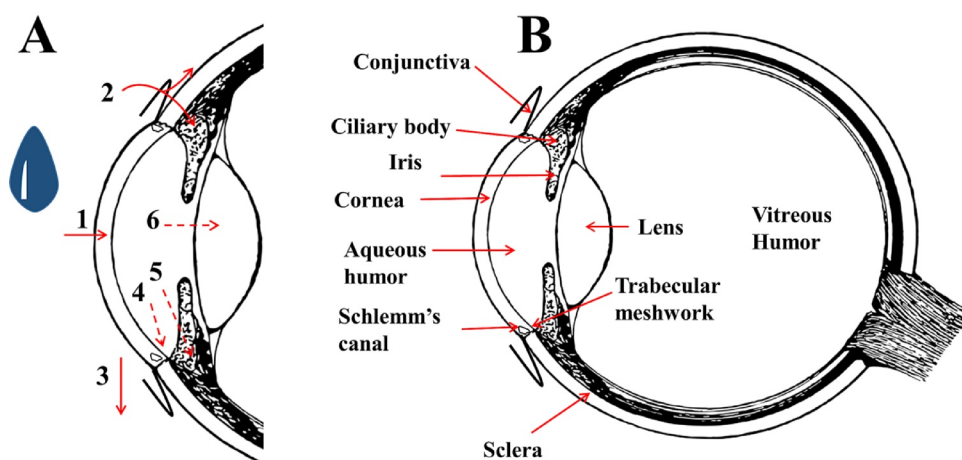 A
2
1
6
5
4
3
B
Conjunctiva
Ciliary body
Iris
Cornea
Aqueous
humor
Schlemm's
canal
Lens
Vitreous
Humor
Trabecular
meshwork
Sclera